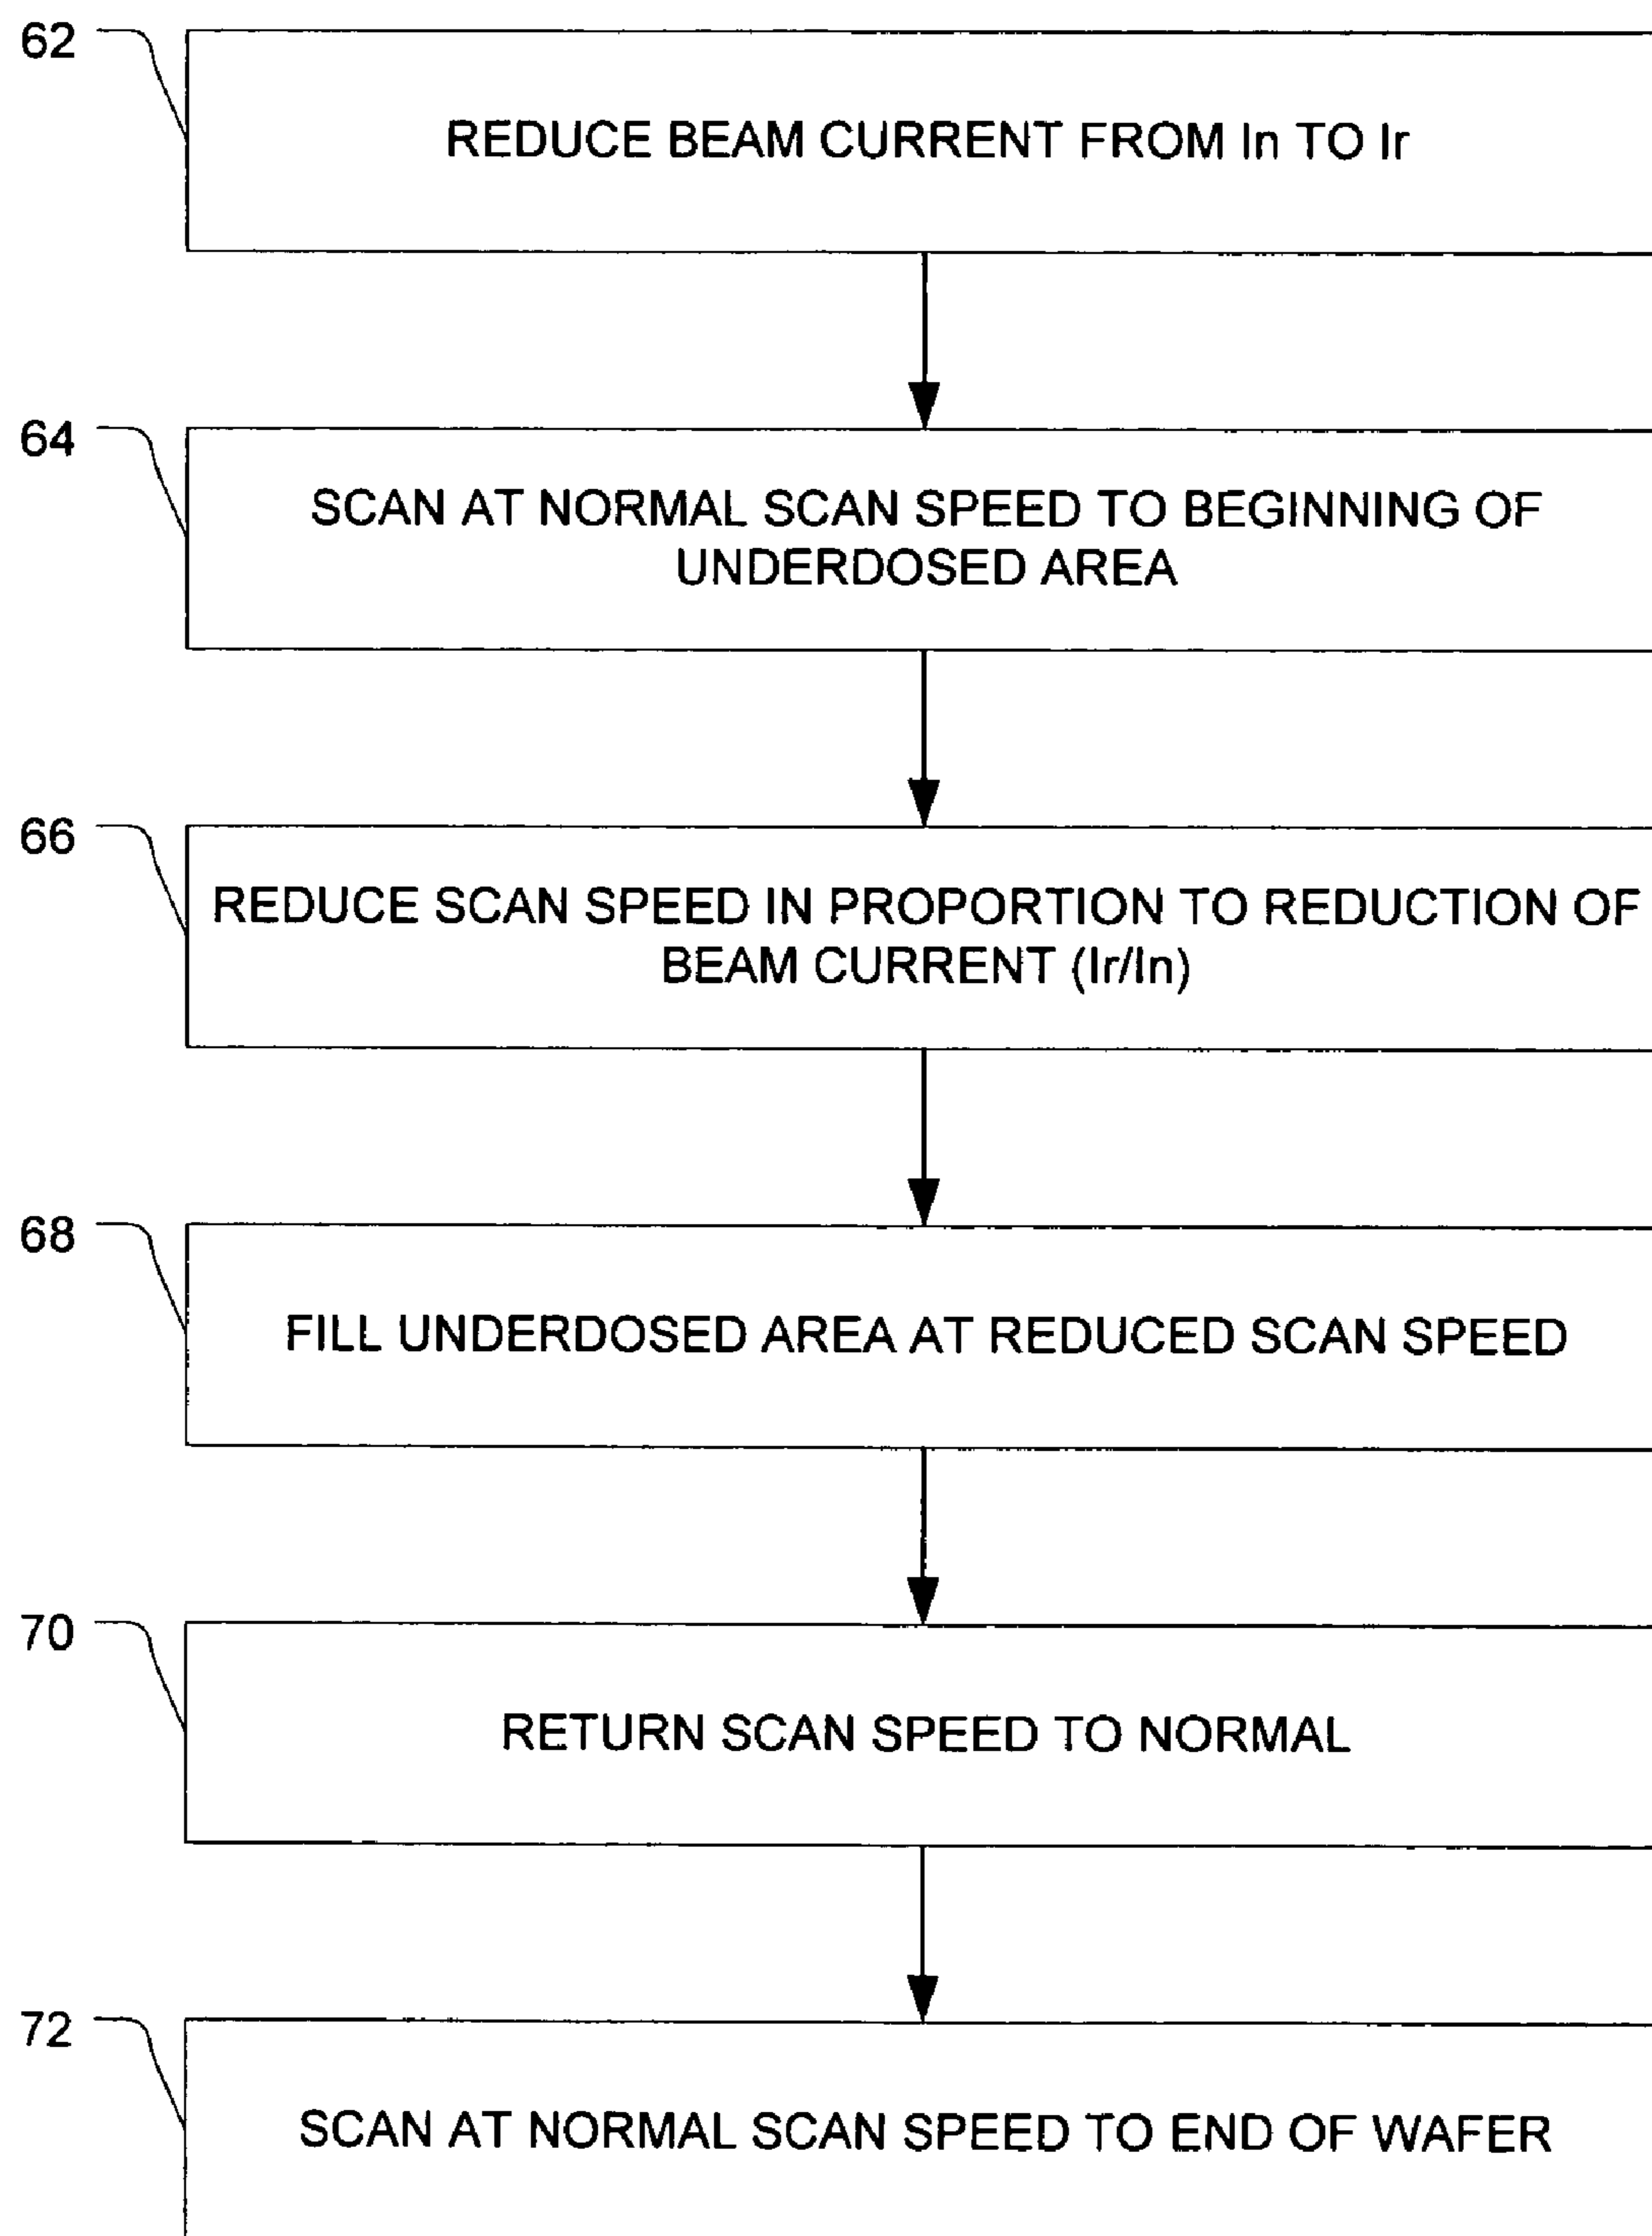 62
REDUCE BEAM CURRENT FROM In TO Ir
64
SCAN AT NORMAL SCAN SPEED TO BEGINNING OF
UNDERDOSED AREA
66
REDUCE SCAN SPEED IN PROPORTION TO REDUCTION OF
BEAM CURRENT (Ir/In)
68
FILL UNDERDOSED AREA AT REDUCED SCAN SPEED
70
RETURN SCAN SPEED TO NORMAL
72
SCAN AT NORMAL SCAN SPEED TO END OF WAFER